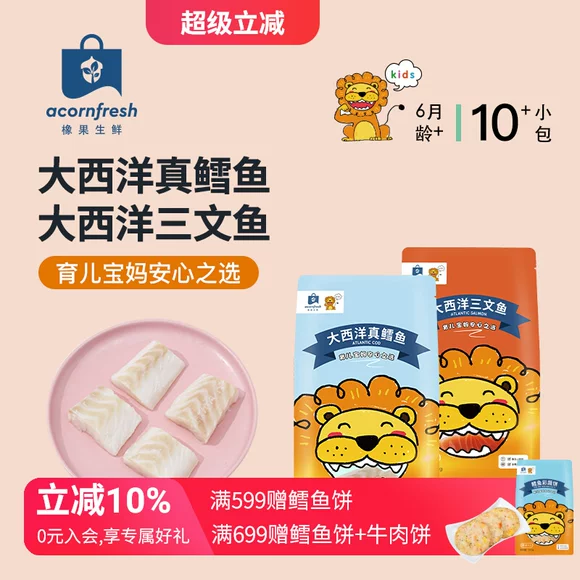 超级立减
acornfresh
橡果生鲜
kids
6月龄+
10+小包
大西洋真鳕鱼
大西洋三文鱼
育儿宝妈安心之选
大西洋三文鱼
ATLANTIC SALMON
育儿宝妈安心之选
大西洋真鳕鱼
ATLANTIC COD
育儿宝妈安心之选
鳕鱼彩蔬饼
立减10%
0元入会,享专属好礼
满599赠鳕鱼饼
满699赠鳕鱼饼+牛肉饼